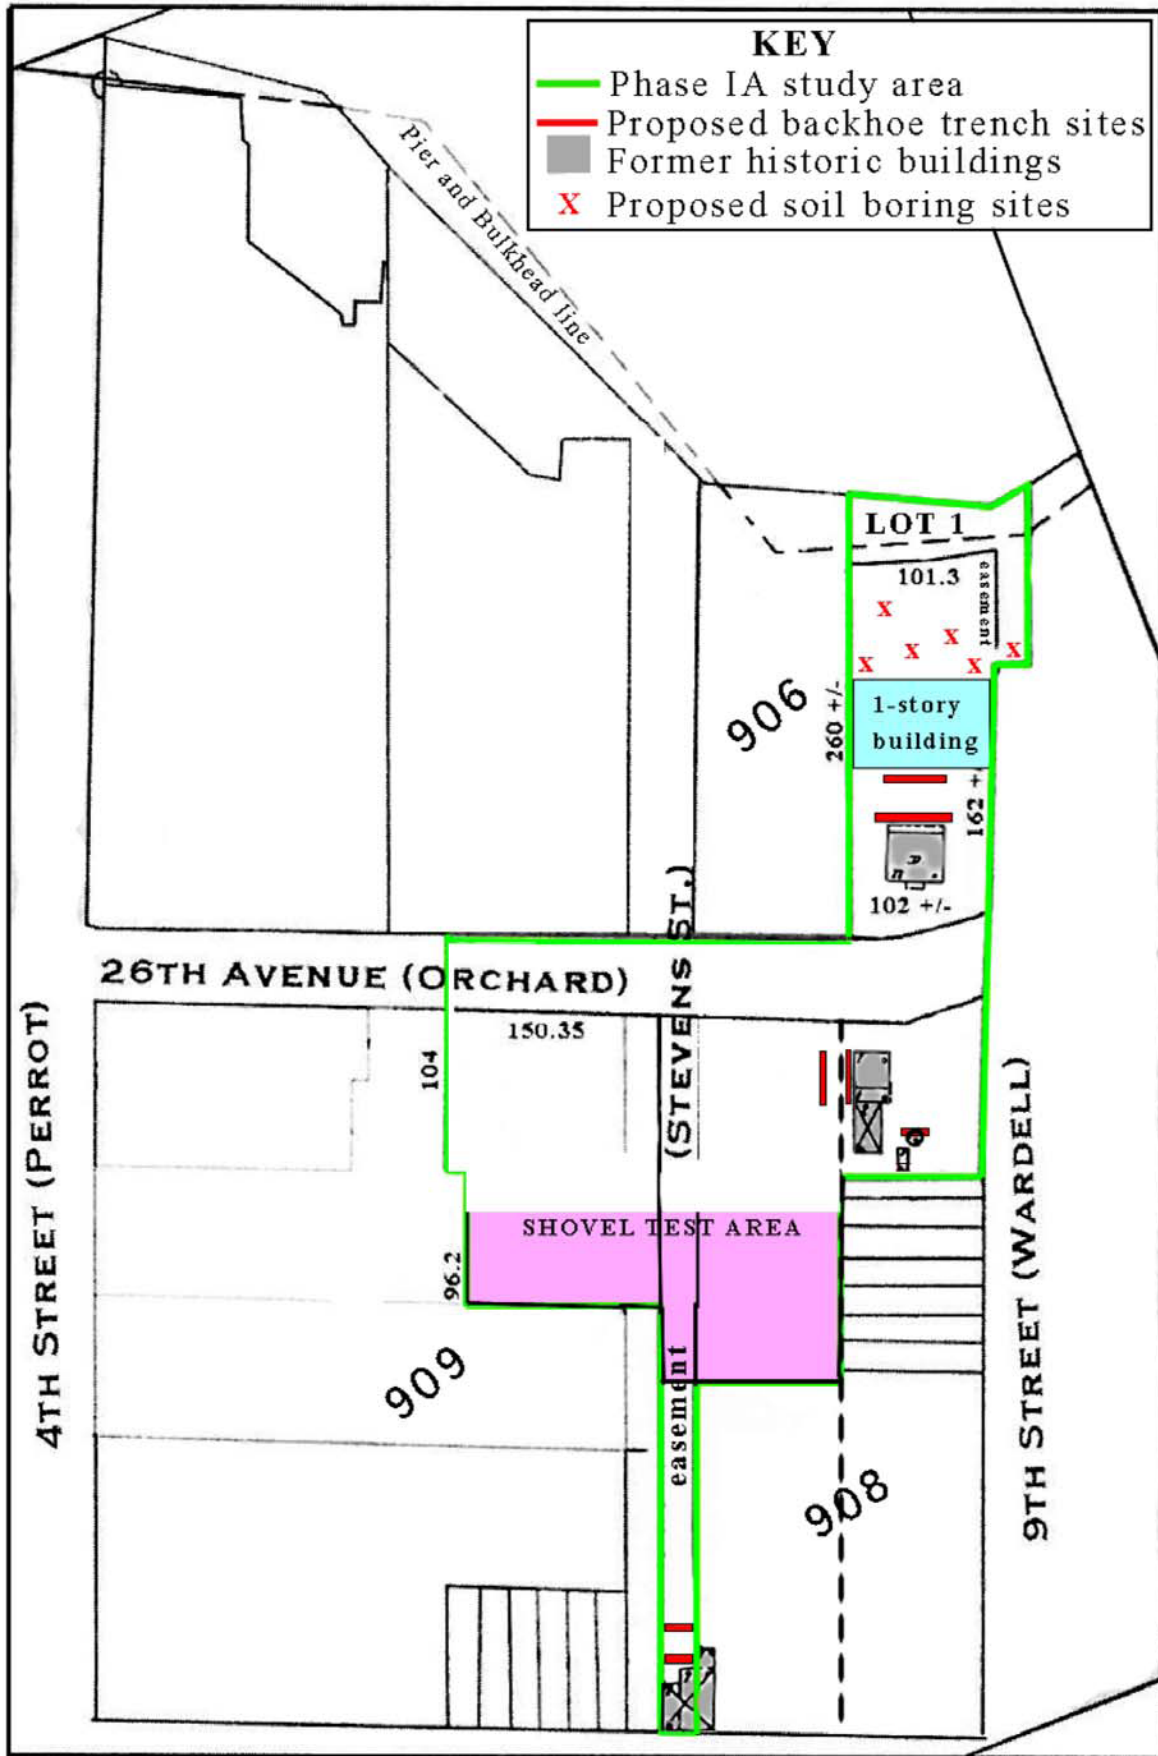 KEY
Phase IA study area
Proposed backhoe trench sites
Former historic buildings
X Proposed soil boring sites
Pier and Bulkhead line
LOT 1
101.3
easement
X
X
X
X
X
X
906
260 +/-
1-story
building
162 +
102 +/-
26TH AVENUE (ORCHARD)
(STEVENS ST.)
150.35
104
4TH STREET (PERROT)
9TH STREET (WARDELL)
SHOVEL TEST AREA
96.2
909
easement
908